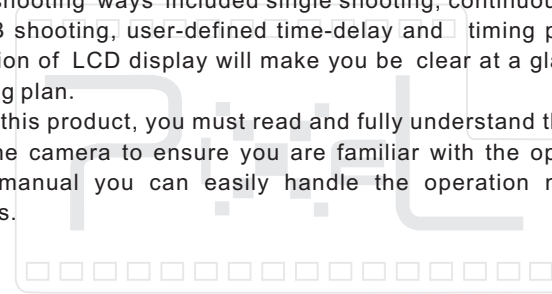 shooting ways included single shooting, continuou
3 shooting, user-defined time-delay and timing p
ion of LCD display will make you be clear at a gla
g plan.
this product, you must read and fully understand th
he camera to ensure you are familiar with the op
manual you can easily handle the operation m
s.
PIXEL